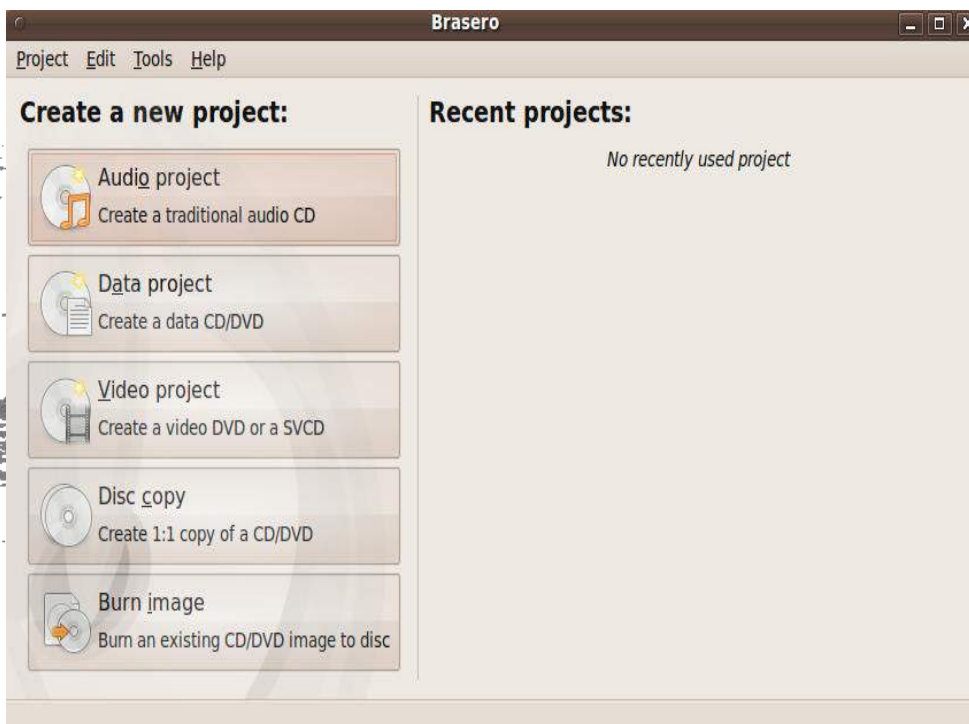 Brasero
Project Edit Tools Help
Create a new project:
Audio project
Create a traditional audio CD
Data project
Create a data CD/DVD
Video project
Create a video DVD or a SVCD
Disc copy
Create 1:1 copy of a CD/DVD
Burn image
Burn an existing CD/DVD image to disc
Recent projects:
No recently used project